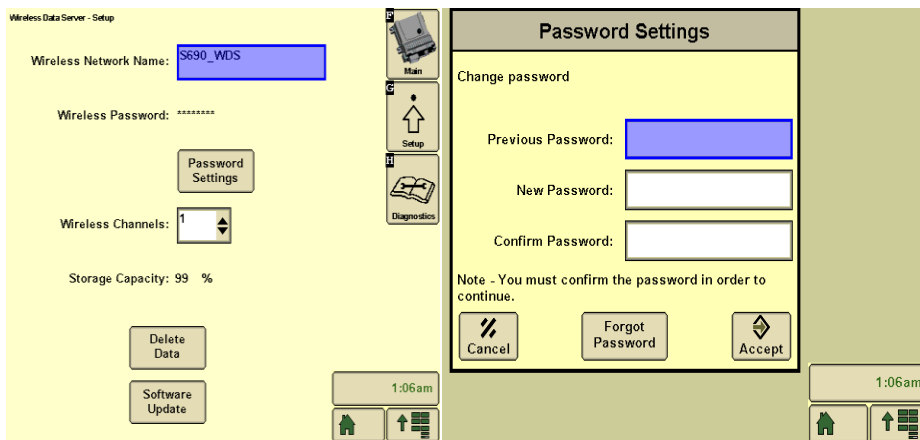 Wireless Data Server - Setup
Wireless Network Name: S690_WDS
Wireless Password: ********
Password
Settings
Wireless Channels: 1
Storage Capacity: 99 %
Delete
Data
Software
Update
F
Main
G
Setup
H
Diagnostics
1:06am
Password Settings
Change password
Previous Password:
New Password:
Confirm Password:
Note - You must confirm the password in order to
continue.
Cancel
Forgot
Password
Accept
1:06am